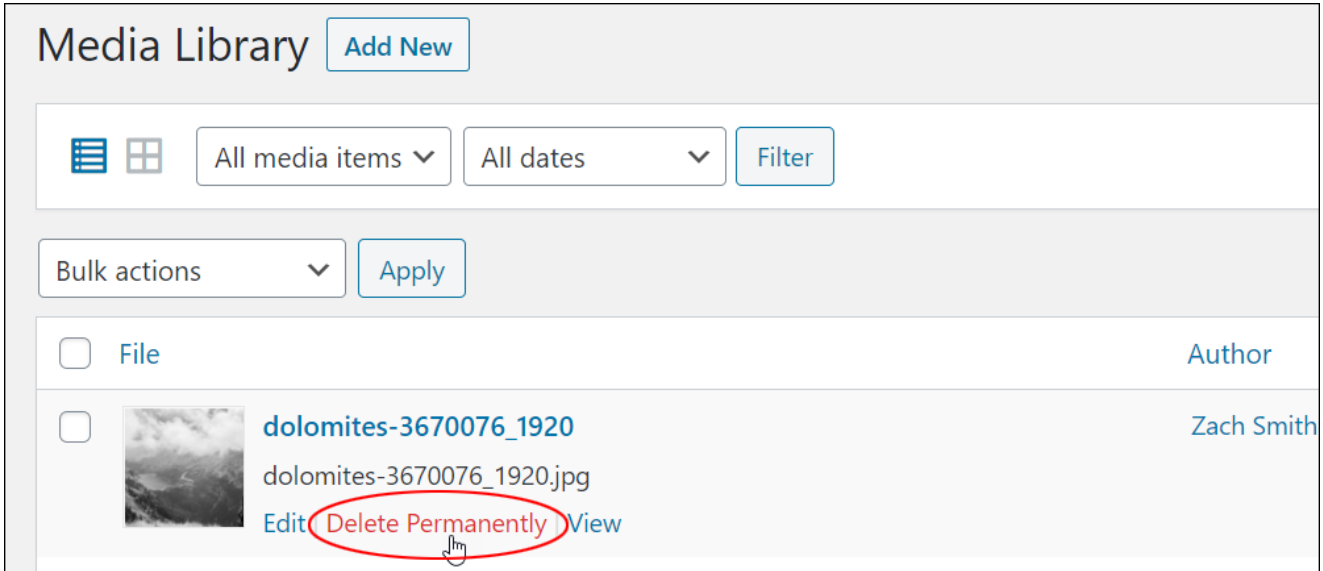 Media Library Add New
All media items All dates Filter
Bulk actions Apply
File Author
dolomites-3670076_1920 Zach Smith
dolomites-3670076_1920.jpg
Edit | Delete Permanently | View